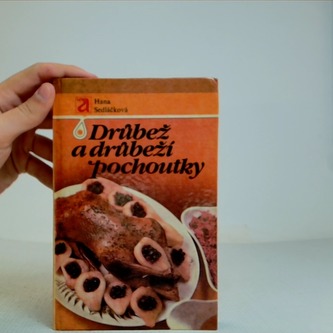 a
Hana
Sedláčková
Drůbež
a drůbeží
pochoutky